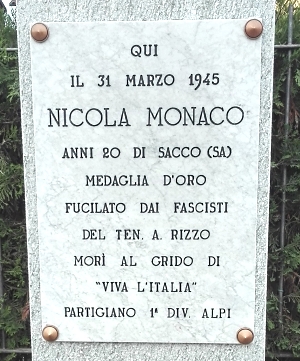 QUI
IL 31 MARZO 1945
NICOLA MONACO
ANNI 20 DI SACCO (SA)
MEDAGLIA D'ORO
FUCILATO DAI FASCISTI
DEL TEN. A. RIZZO
MORÌ AL GRIDO DI
"VIVA L'ITALIA"
PARTIGIANO 1ª DIV. ALPI